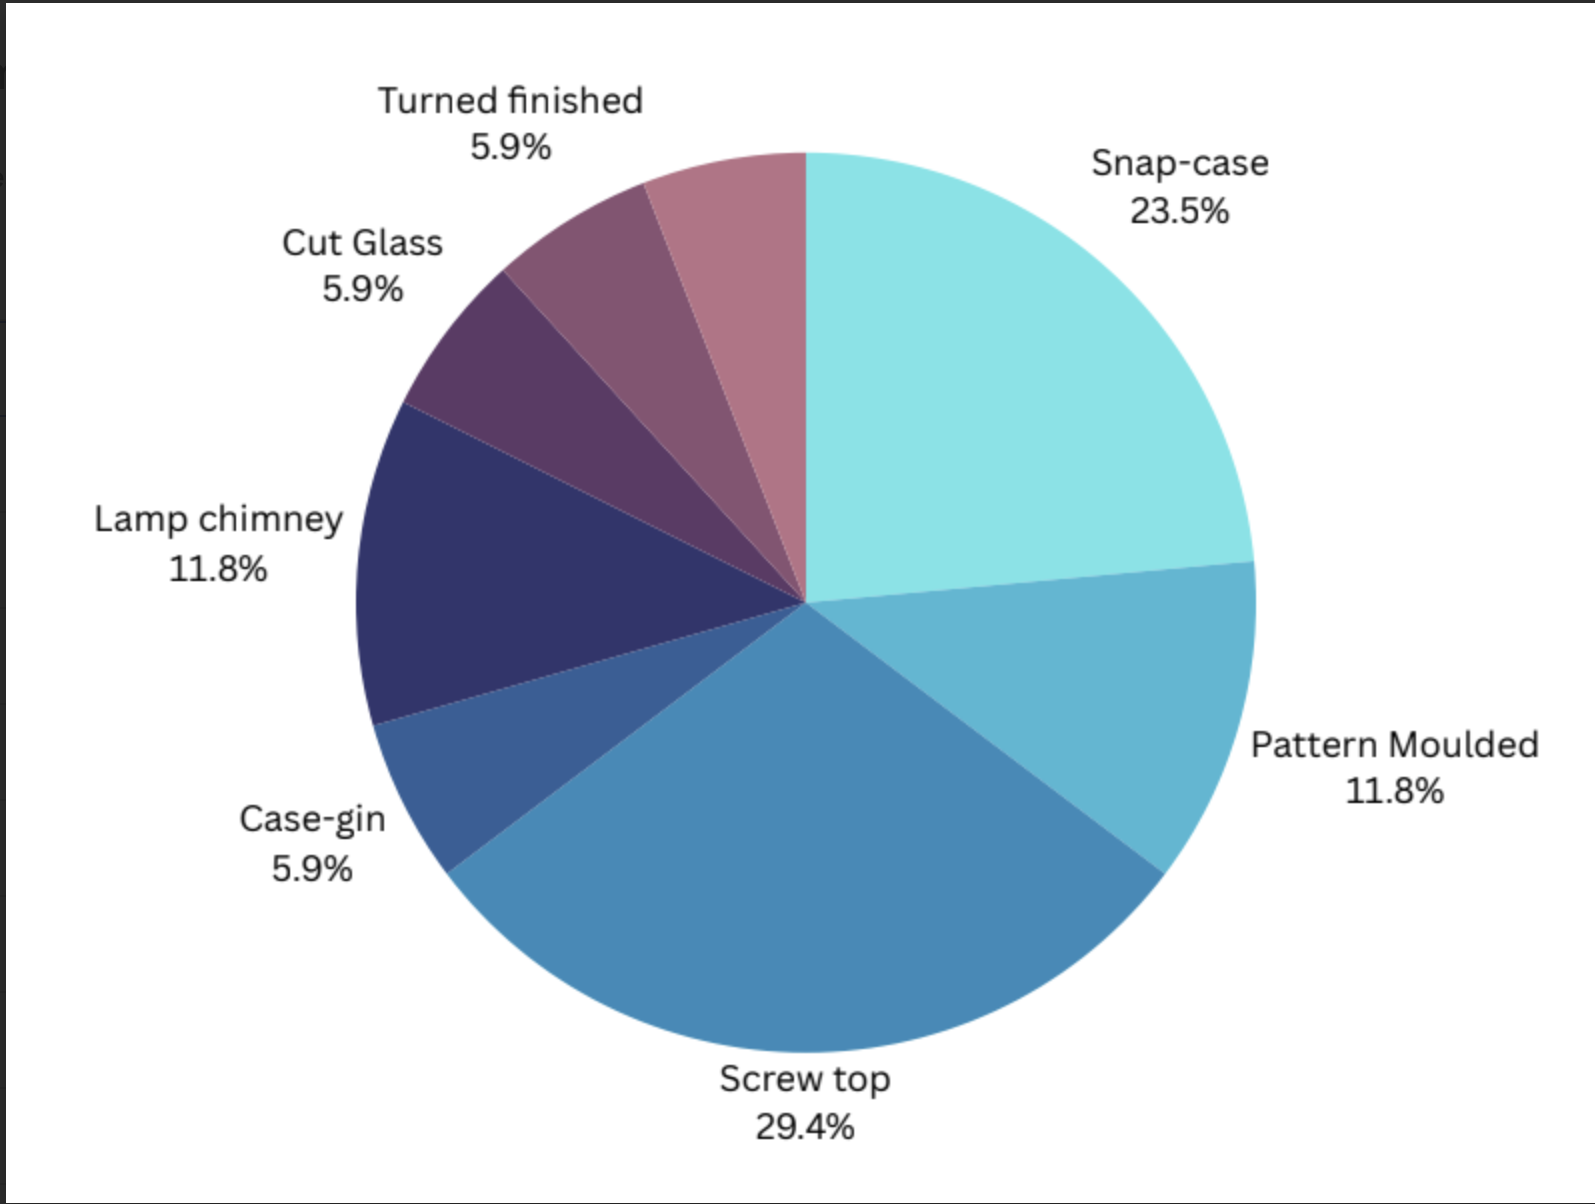 Turned finished
5.9%
Snap-case
23.5%
Cut Glass
5.9%
Lamp chimney
11.8%
Pattern Moulded
11.8%
Case-gin
5.9%
Screw top
29.4%